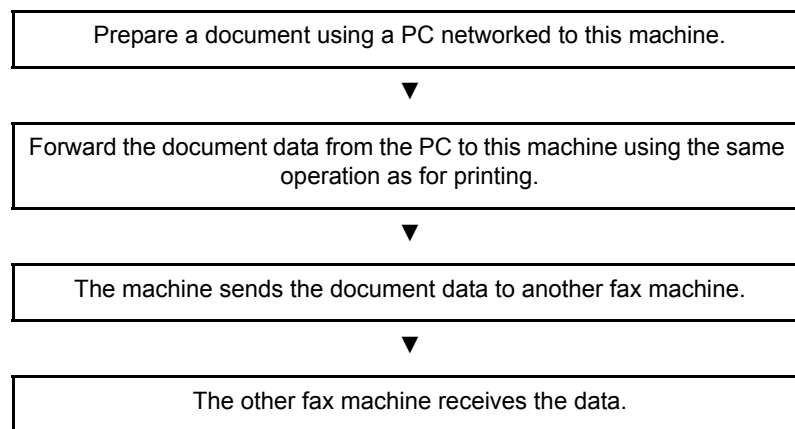 Prepare a document using a PC networked to this machine.
▼
Forward the document data from the PC to this machine using the same
operation as for printing.
▼
The machine sends the document data to another fax machine.
▼
The other fax machine receives the data.